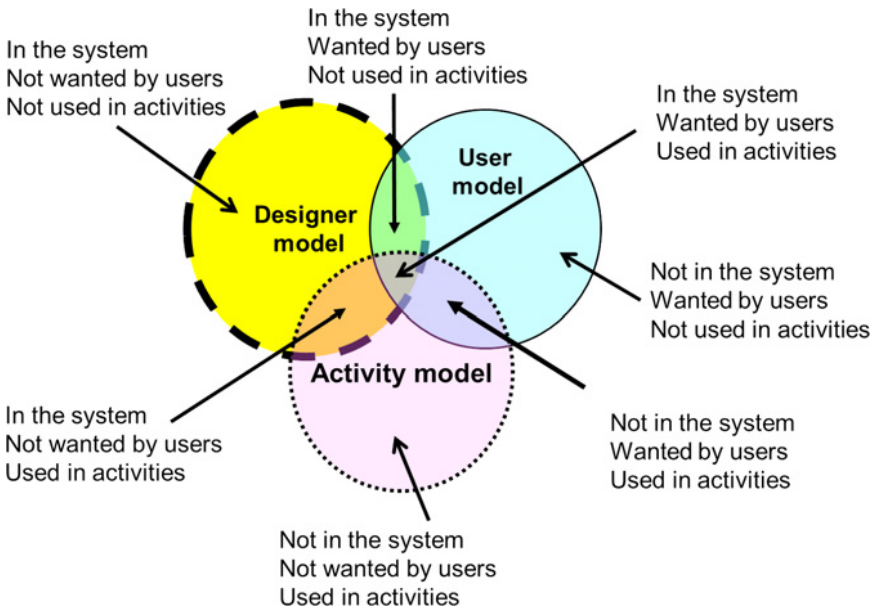 In the system
Wanted by users
Not used in activities
In the system
Not wanted by users
Not used in activities
In the system
Wanted by users
Used in activities
User
model
Designer
model
Not in the system
Wanted by users
Not used in activities
Activity model
In the system
Not wanted by users
Used in activities
Not in the system
Wanted by users
Used in activities
Not in the system
Not wanted by users
Used in activities